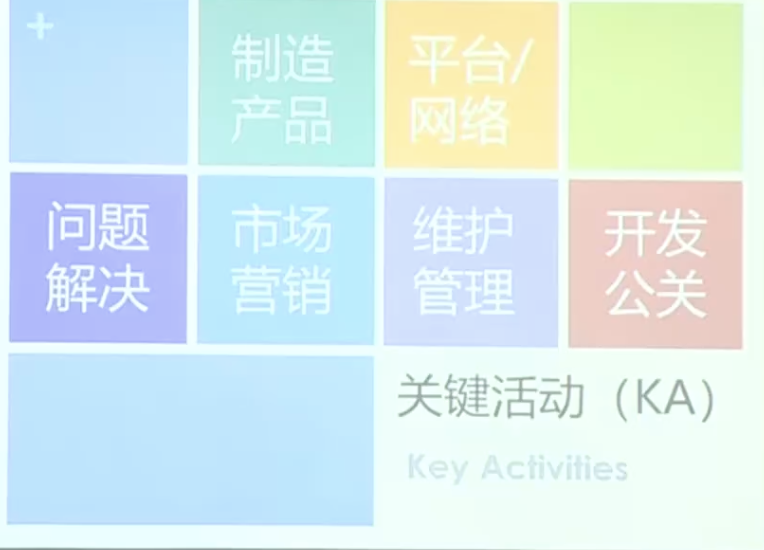 +
制造
产品
平台/
网络
问题
解决
市场
营销
维护
管理
开发
公关
关键活动（KA）
Key Activities